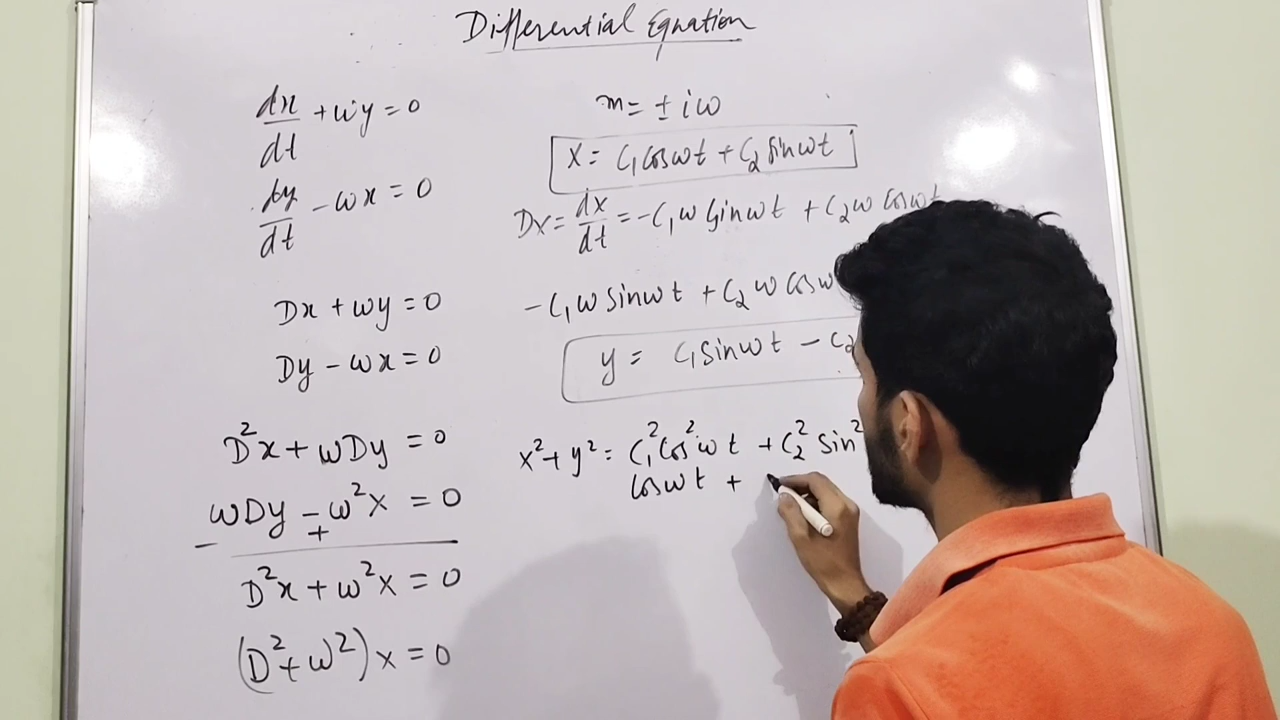 Differential Equation
dx/dt + wy = 0
dy/dt - wx = 0
Dx + wy = 0
Dy - wx = 0
D²x + wDy = 0
wDy - w²x = 0
- +
D²x + w²x = 0
(D² + w²)x = 0
m = ± iω
x = C₁ cos wt + C₂ sin wt
Dx = dx/dt = -C₁ w sin wt + C₂ w cos wt
-C₁ w sin wt + C₂ w cos w
y = C₁ sin wt - C₂
x² + y² = C₁² cos² wt + C₂² sin²
cos wt +